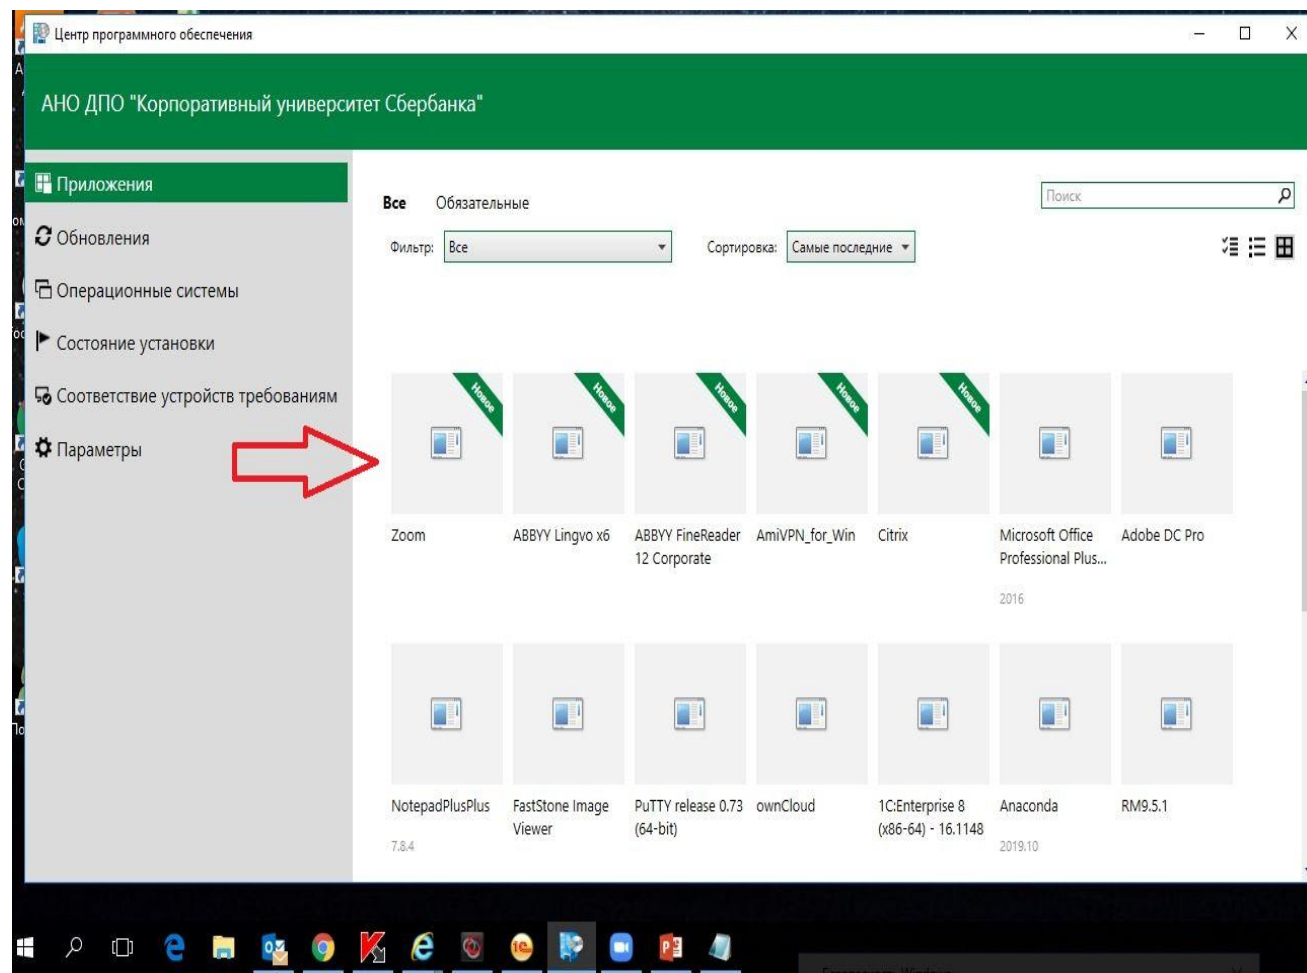 Центр программного обеспечения
АНО ДПО "Корпоративный университет Сбербанка"
Приложения
Обновления
Операционные системы
Состояние установки
Соответствие устройств требованиям
Параметры
Все Обязательные
Поиск
Фильтр: Все Сортировка: Самые последние
Новое Новое Новое Новое Новое
Zoom ABBYY Lingvo x6 ABBYY FineReader AmiVPN_for_Win Citrix Microsoft Office Adobe DC Pro
12 Corporate Professional Plus...
2016
NotepadPlusPlus FastStone Image PuTTY release 0.73 ownCloud 1C:Enterprise 8 Anaconda RM9.5.1
Viewer (64-bit) (x86-64) - 16.1148
7.8.4 2019.10